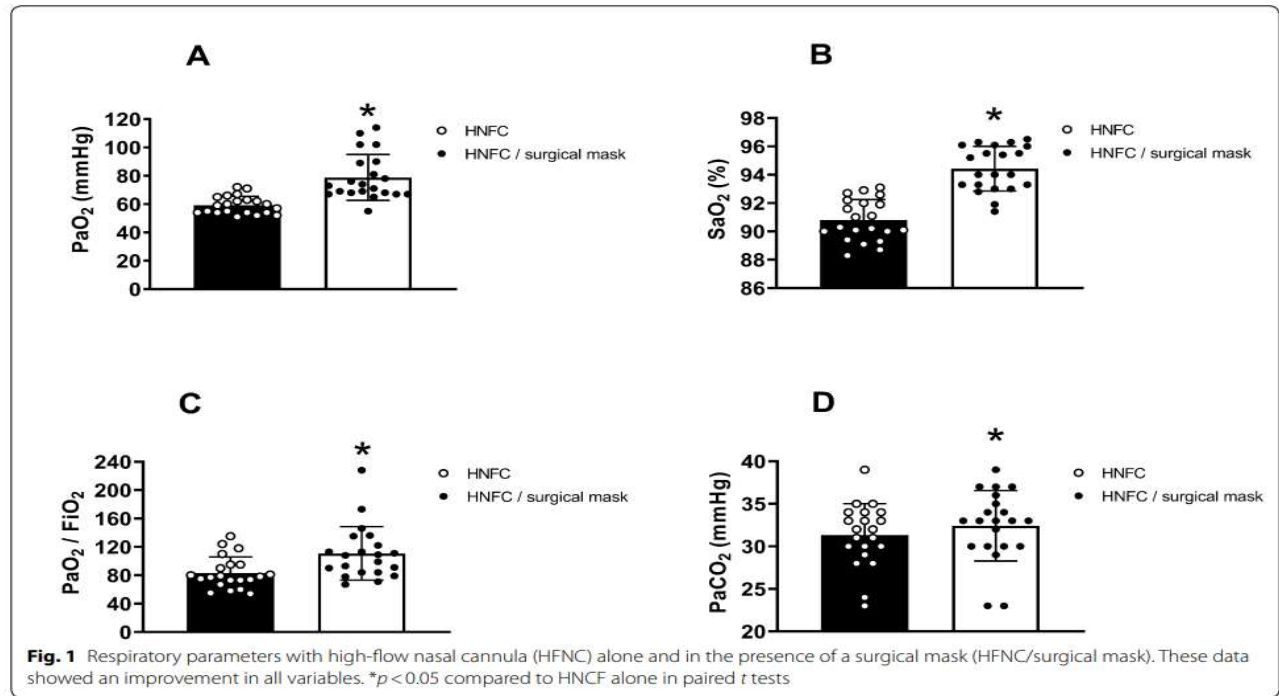 A
PaO2 (mmHg)
120
100
80
60
40
20
0
*
HNFC
HNFC / surgical mask
B
SaO2 (%)
98
96
94
92
90
88
86
*
HNFC
HNFC / surgical mask
C
PaO2 / FiO2
240
200
160
120
80
40
0
*
HNFC
HNFC / surgical mask
D
PaCO2 (mmHg)
40
35
30
25
20
*
HNFC
HNFC / surgical mask
Fig. 1 Respiratory parameters with high-flow nasal cannula (HFNC) alone and in the presence of a surgical mask (HFNC/surgical mask). These data
showed an improvement in all variables. *p < 0.05 compared to HNCF alone in paired t tests